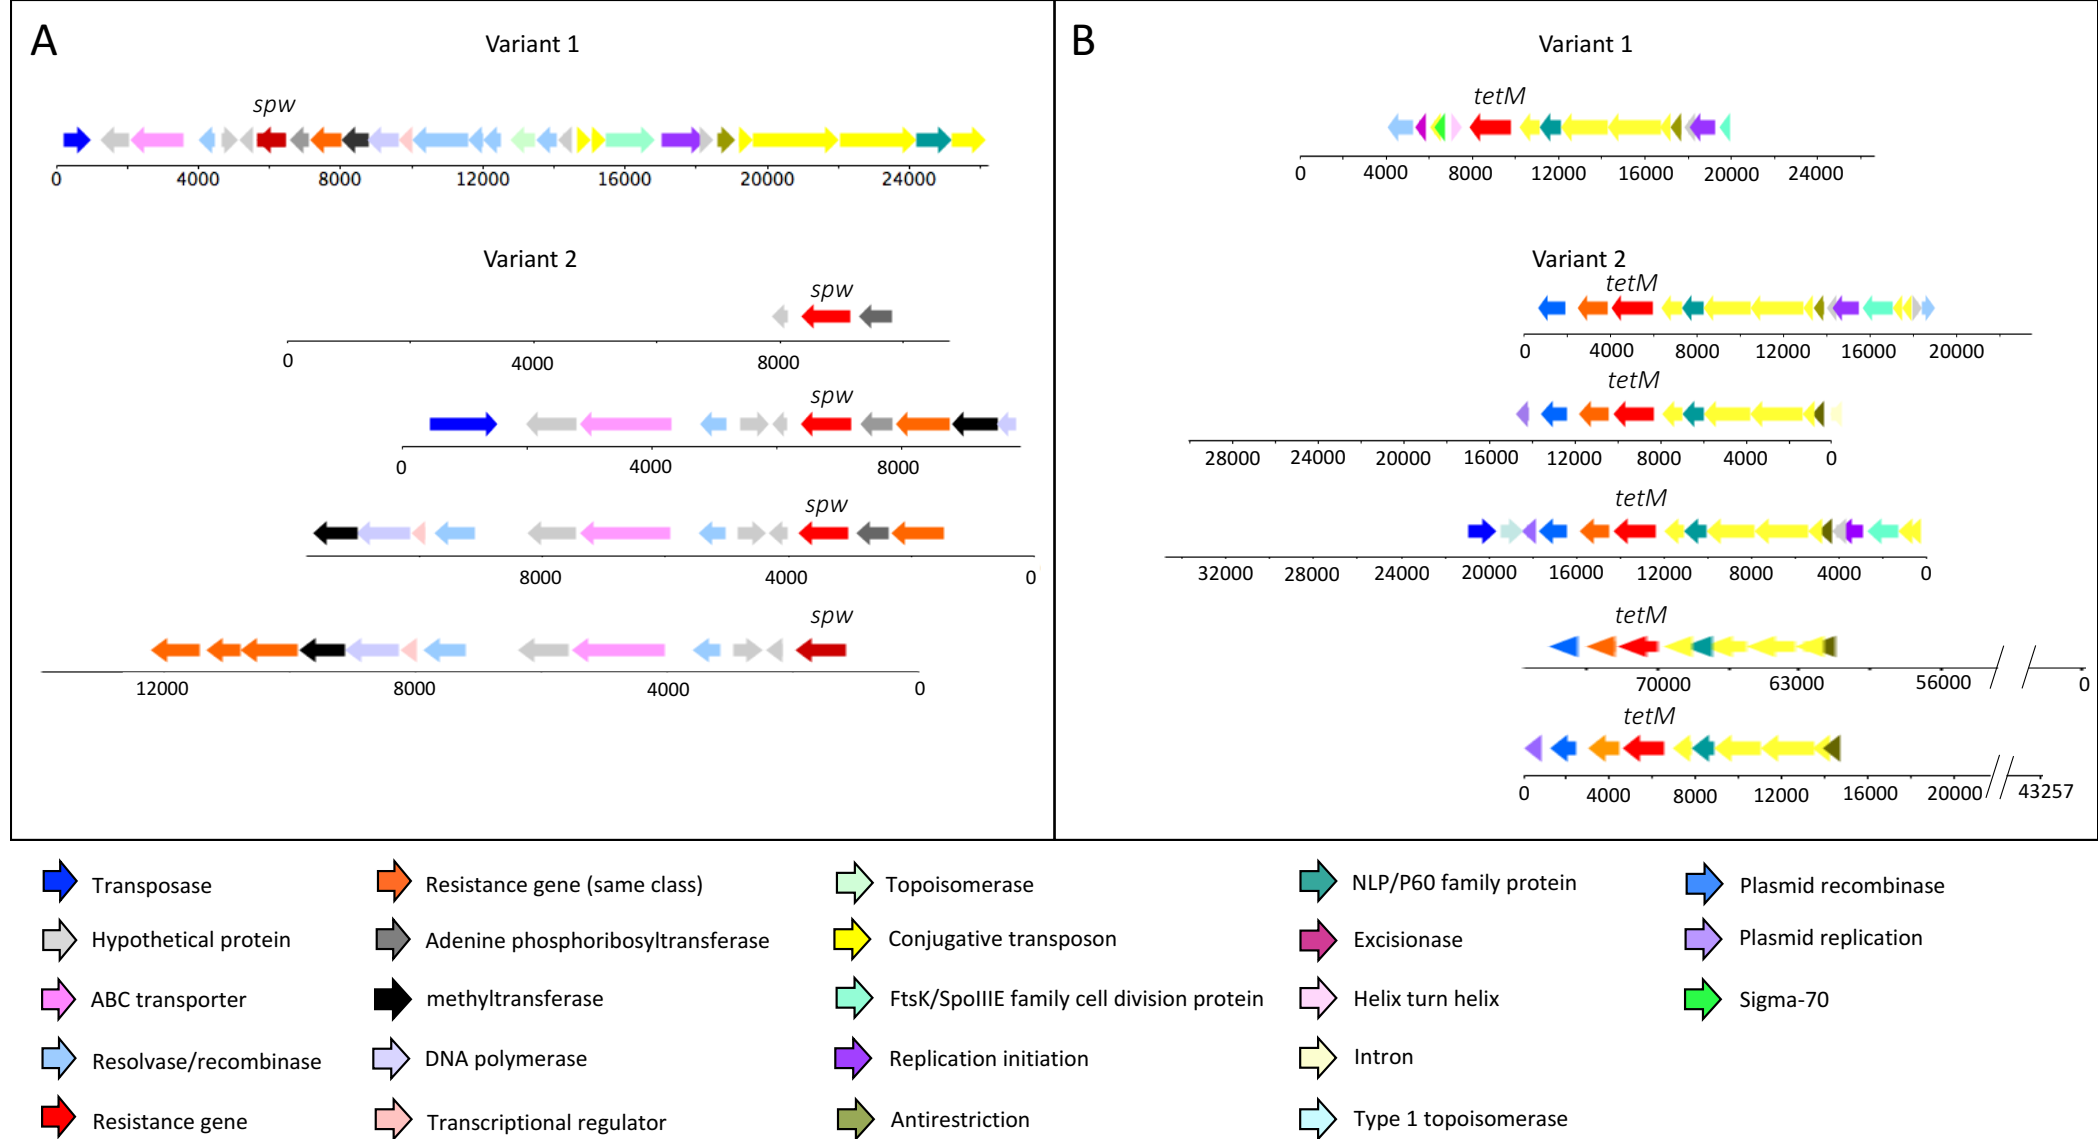 A
Variant 1
spw
0 4000 8000 12000 16000 20000 24000
Variant 2
spw
0 4000 8000
spw
0 4000 8000
spw
8000 4000 0
spw
12000 8000 4000 0
B
Variant 1
tetM
0 4000 8000 12000 16000 20000 24000
Variant 2
tetM
0 4000 8000 12000 16000 20000
tetM
28000 24000 20000 16000 12000 8000 4000 0
tetM
32000 28000 24000 20000 16000 12000 8000 4000 0
tetM
70000 63000 56000 0
tetM
0 4000 8000 12000 16000 20000 43257
Transposase
Hypothetical protein
ABC transporter
Resolvase/recombinase
Resistance gene
Resistance gene (same class)
Adenine phosphoribosyltransferase
methyltransferase
DNA polymerase
Transcriptional regulator
Topoisomerase
Conjugative transposon
FtsK/SpoIIIE family cell division protein
Replication initiation
Antirestriction
NLP/P60 family protein
Excisionase
Helix turn helix
Intron
Type 1 topoisomerase
Plasmid recombinase
Plasmid replication
Sigma-70